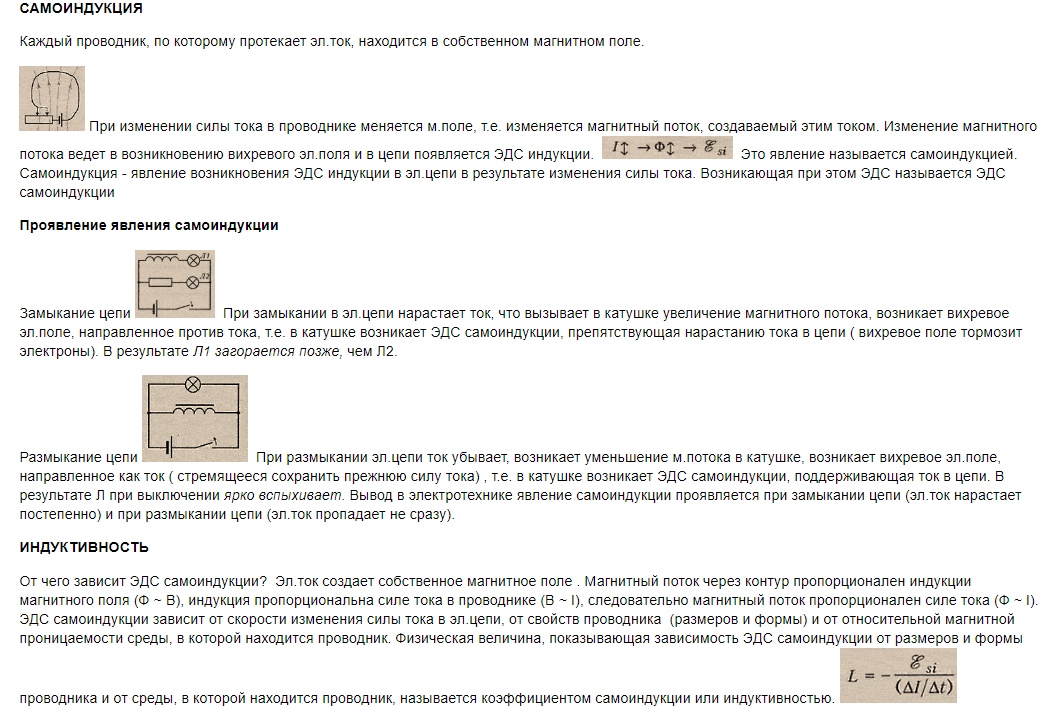 САМОИНДУКЦИЯ
Каждый проводник, по которому протекает эл.ток, находится в собственном магнитном поле.
При изменении силы тока в проводнике меняется м.поле, т.е. изменяется магнитный поток, создаваемый этим током. Изменение магнитного
потока ведет в возникновению вихревого эл.поля и в цепи появляется ЭДС индукции. I↕ →Ф↕ → ℰsi Это явление называется самоиндукцией.
Самоиндукция - явление возникновения ЭДС индукции в эл.цепи в результате изменения силы тока. Возникающая при этом ЭДС называется ЭДС
самоиндукции
Проявление явления самоиндукции
Л1
Л2
Замыкание цепи При замыкании в эл.цепи нарастает ток, что вызывает в катушке увеличение магнитного потока, возникает вихревое
эл.поле, направленное против тока, т.е. в катушке возникает ЭДС самоиндукции, препятствующая нарастанию тока в цепи ( вихревое поле тормозит
электроны). В результате Л1 загорается позже, чем Л2.
Размыкание цепи При размыкании эл.цепи ток убывает, возникает уменьшение м.потока в катушке, возникает вихревое эл.поле,
направленное как ток ( стремящееся сохранить прежнюю силу тока) , т.е. в катушке возникает ЭДС самоиндукции, поддерживающая ток в цепи. В
результате Л при выключении ярко вспыхивает. Вывод в электротехнике явление самоиндукции проявляется при замыкании цепи (эл.ток нарастает
постепенно) и при размыкании цепи (эл.ток пропадает не сразу).
ИНДУКТИВНОСТЬ
От чего зависит ЭДС самоиндукции? Эл.ток создает собственное магнитное поле . Магнитный поток через контур пропорционален индукции
магнитного поля (Ф ~ B), индукция пропорциональна силе тока в проводнике (B ~ I), следовательно магнитный поток пропорционален силе тока (Ф ~ I).
ЭДС самоиндукции зависит от скорости изменения силы тока в эл.цепи, от свойств проводника (размеров и формы) и от относительной магнитной
проницаемости среды, в которой находится проводник. Физическая величина, показывающая зависимость ЭДС самоиндукции от размеров и формы
проводника и от среды, в которой находится проводник, называется коэффициентом самоиндукции или индуктивностью. L = - ℰsi / (ΔI/Δt)